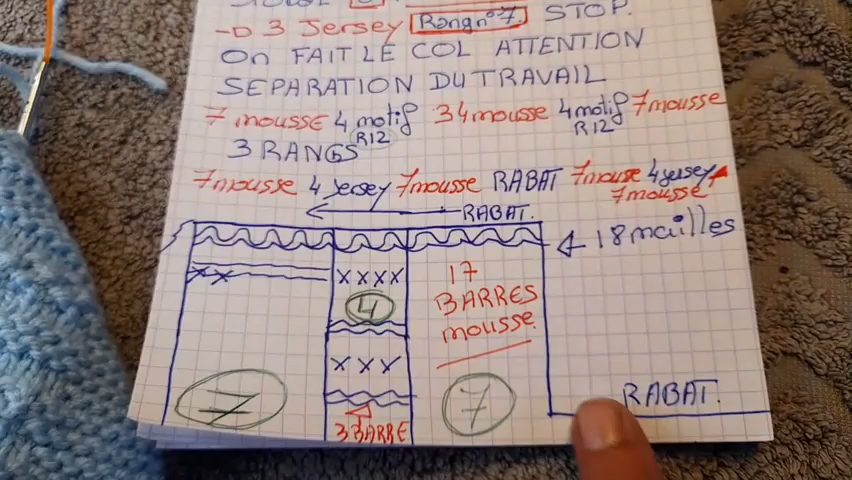 -D 3 Jersey Rang n°7 STOP.
On FAIT LE COL ATTENTION
SEPARATION DU TRAVAIL
7 mousse 4 motif 34 mousse 4 motif 7 mousse
R12 R12
3 RANGS
7 mousse 4 Jersey 7 mousse RABAT 7 mouse 4 jersey
7 mousse
RABAT.
18 mailles
XX
XXXX
17
BARRES
mousse.
4
XXX
7
7
RABAT.
3 BARRE